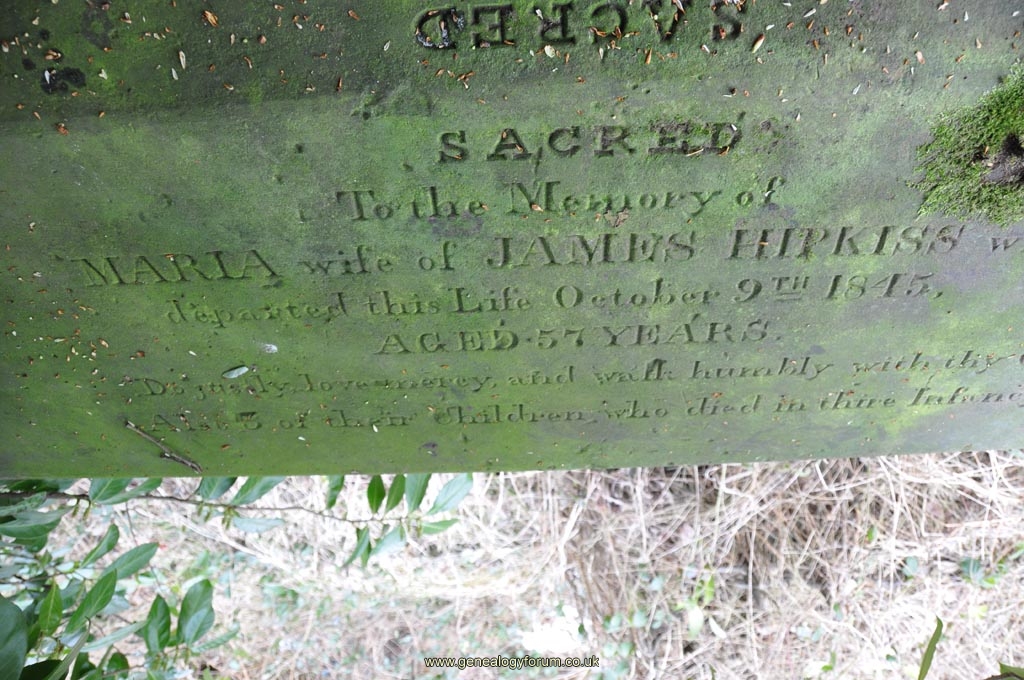 SACRED
SACRED
To the Memory of
MARIA wife of JAMES HIPKISS w
departed this Life October 9TH 1845,
AGED 57 YEARS.
Do justly, love mercy, and walk humbly with thy
Also 3 of their Children, who died in thire Infancy
www.genealogyforum.co.uk